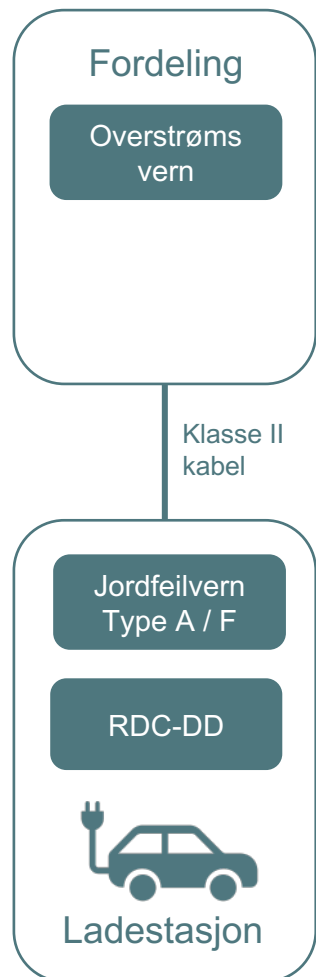 Fordeling
Overstrøms
vern
Klasse II
kabel
Jordfeilvern
Type A / F
RDC-DD
Ladestasjon